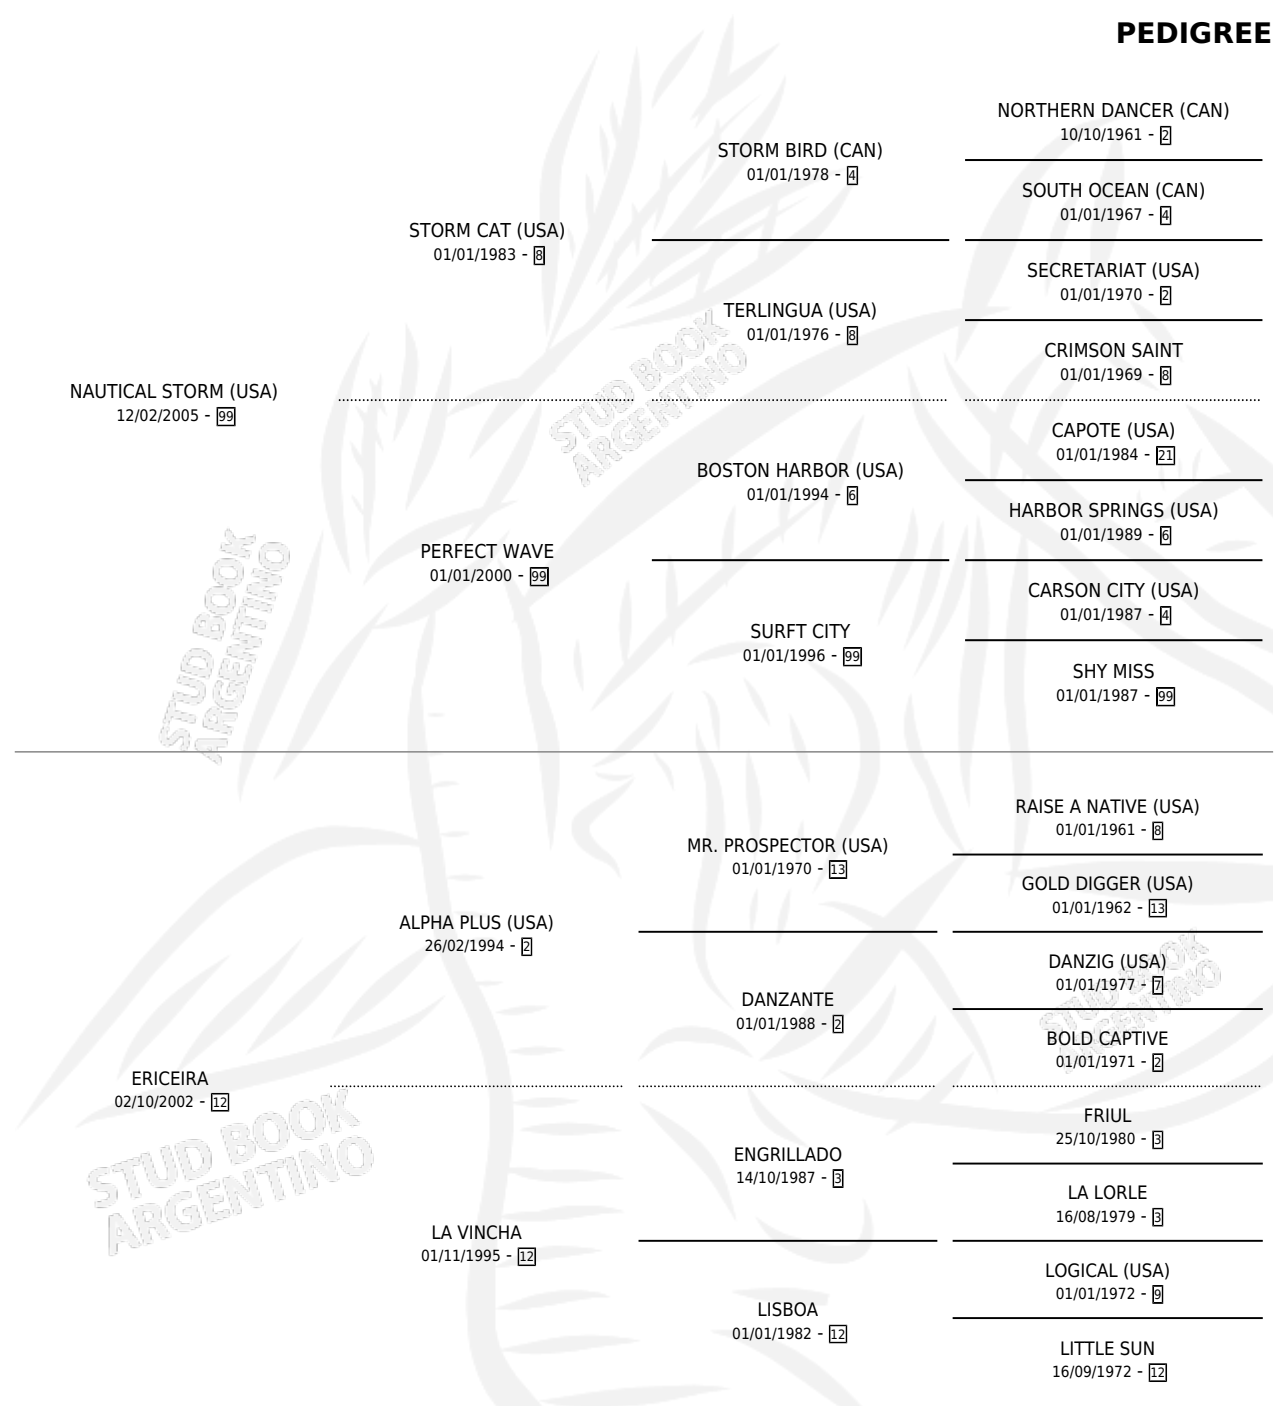 PEDIGREE
NORTHERN DANCER (CAN)
10/10/1961 - 2
STORM BIRD (CAN)
01/01/1978 - 4
SOUTH OCEAN (CAN)
01/01/1967 - 4
STORM CAT (USA)
01/01/1983 - 8
SECRETARIAT (USA)
01/01/1970 - 2
TERLINGUA (USA)
01/01/1976 - 8
CRIMSON SAINT
01/01/1969 - 8
NAUTICAL STORM (USA)
12/02/2005 - 99
CAPOTE (USA)
01/01/1984 - 21
BOSTON HARBOR (USA)
01/01/1994 - 6
HARBOR SPRINGS (USA)
01/01/1989 - 6
PERFECT WAVE
01/01/2000 - 99
CARSON CITY (USA)
01/01/1987 - 4
SURFT CITY
01/01/1996 - 99
SHY MISS
01/01/1987 - 99
RAISE A NATIVE (USA)
01/01/1961 - 8
MR. PROSPECTOR (USA)
01/01/1970 - 13
GOLD DIGGER (USA)
01/01/1962 - 13
ALPHA PLUS (USA)
26/02/1994 - 2
DANZIG (USA)
01/01/1977 - 7
DANZANTE
01/01/1988 - 2
BOLD CAPTIVE
01/01/1971 - 2
ERICEIRA
02/10/2002 - 12
FRIUL
25/10/1980 - 3
ENGRILLADO
14/10/1987 - 3
LA LORLE
16/08/1979 - 3
LA VINCHA
01/11/1995 - 12
LOGICAL (USA)
01/01/1972 - 9
LISBOA
01/01/1982 - 12
LITTLE SUN
16/09/1972 - 12
STUD BOOK
ARGENTINO
STUD BOOK
ARGENTINO
STUD BOOK
ARGENTINO
STUD BOOK
ARGENTINO